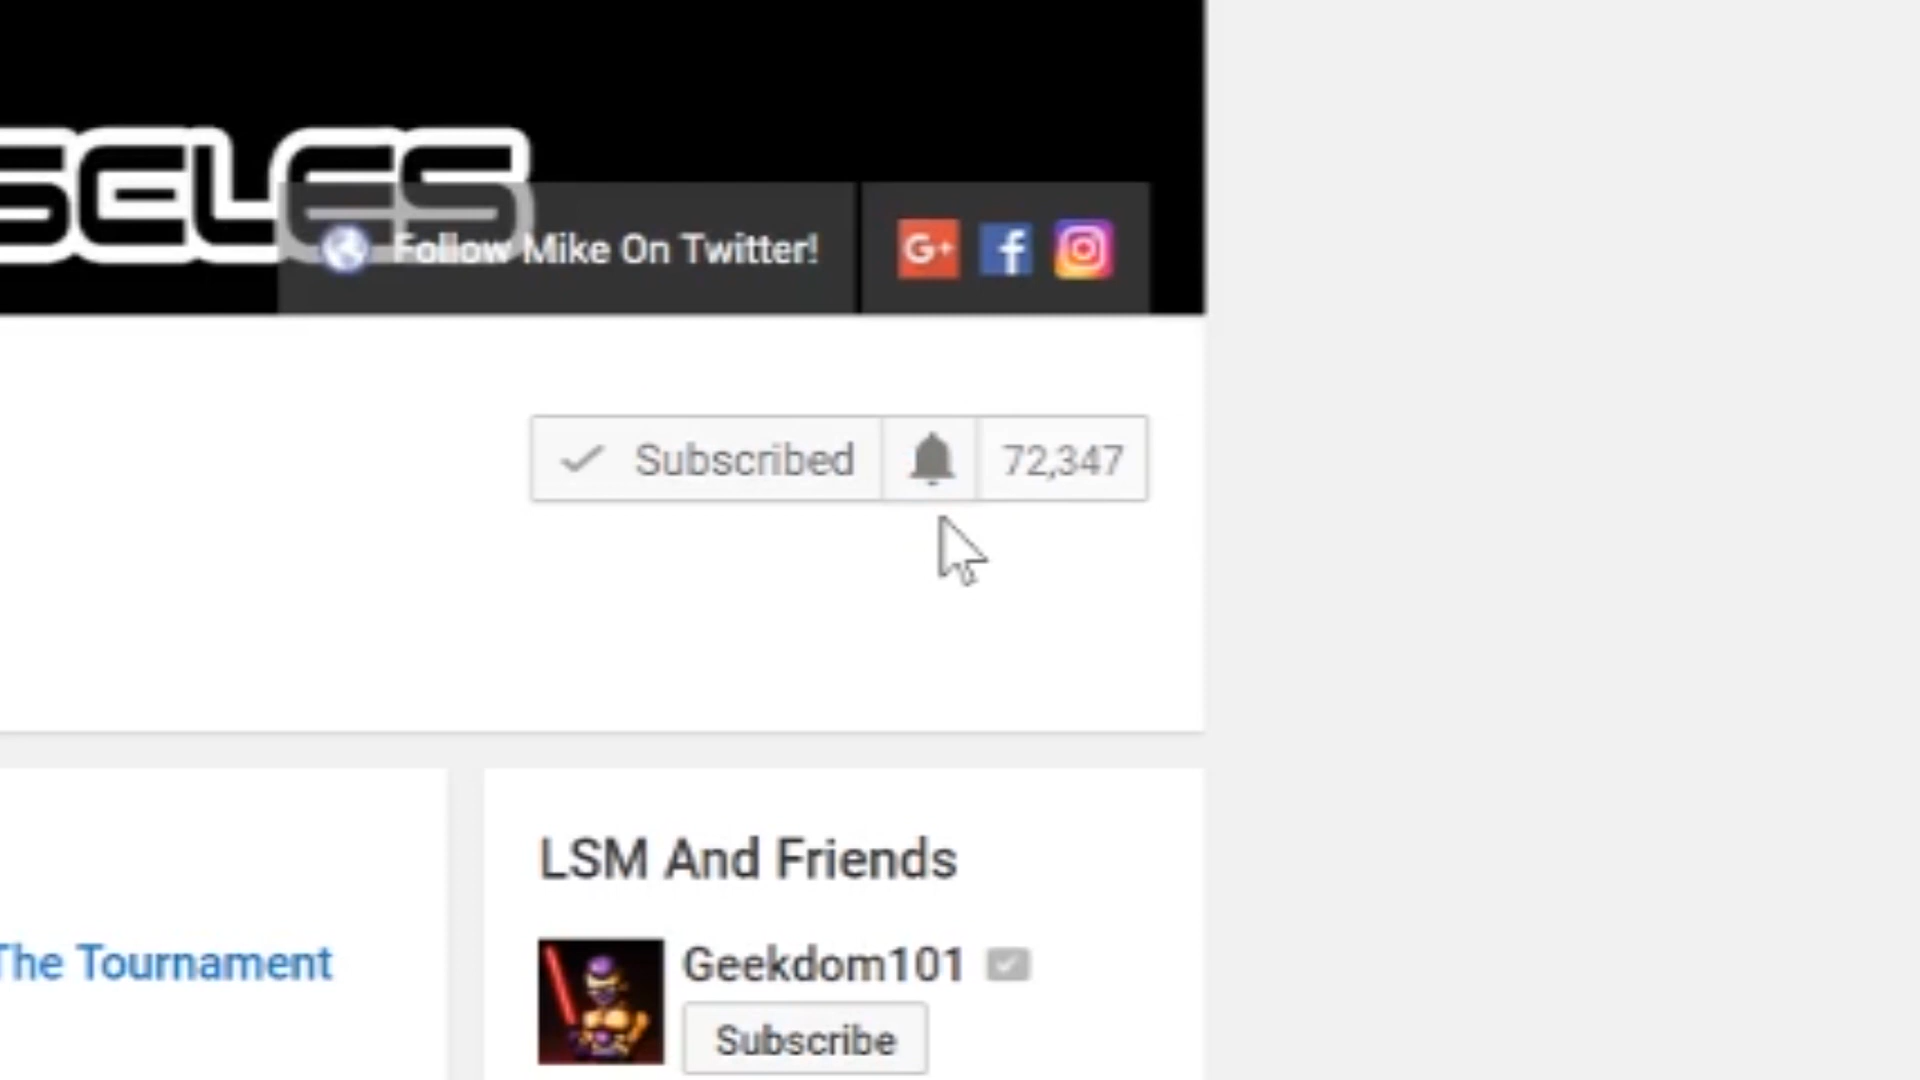 SELES
Follow Mike On Twitter!
G+
f
Subscribed
72,347
LSM And Friends
The Tournament
Geekdom101
Subscribe